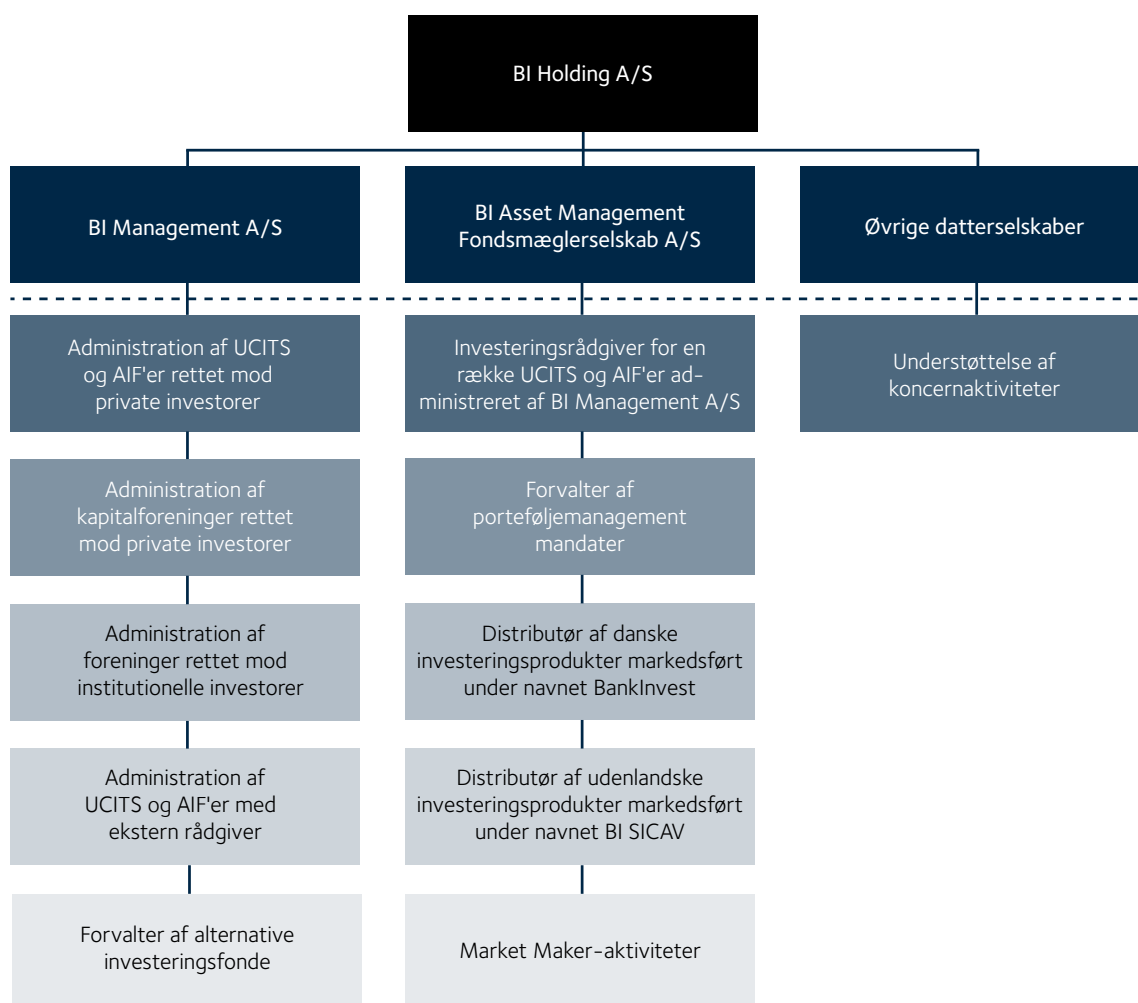 BI Holding A/S
BI Management A/S
BI Asset Management
Fondsmæglerselskab A/S
Øvrige datterselskaber
Administration af UCITS
og AIF'er rettet mod
private investorer
Investeringsrådgiver for en
række UCITS og AIF'er ad-
ministreret af BI Management A/S
Understøttelse af
koncernaktiviteter
Administration af
kapitalforeninger rettet
mod private investorer
Forvalter af
porteføljemanagement
mandater
Administration af
foreninger rettet mod
institutionelle investorer
Distributør af danske
investeringsprodukter markedsført
under navnet BankInvest
Administration af
UCITS og AIF'er med
ekstern rådgiver
Distributør af udenlandske
investeringsprodukter markedsført
under navnet BI SICAV
Forvalter af alternative
investeringsfonde
Market Maker-aktiviteter